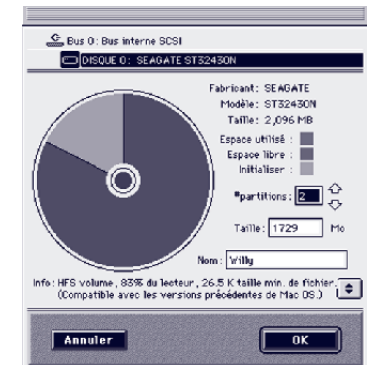 Bus 0: Bus interne SCSI
DISQUE 0: SEAGATE ST32430N
Fabricant: SEAGATE
Modèle: ST32430N
Taille: 2,096 MB
Espace utilisé :
Espace libre :
Initialiser :
*partitions: 2
Taille: 1729 Mo
Nom: Willy
Info: HFS volume, 83% du lecteur, 26.5 K taille min. de fichier.
(Compatible avec les versions précédentes de Mac OS.)
Annuler OK